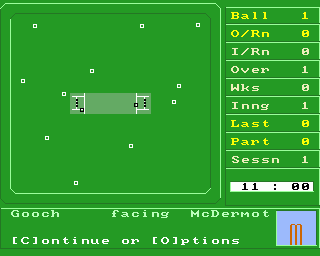 Ball 1
O/Rn 0
I/Rn 0
Over 1
Wks 0
Inng 1
Last 0
Part 0
Sessn 1
11 : 00
Gooch facing McDermot
[C]ontinue or [O]ptions